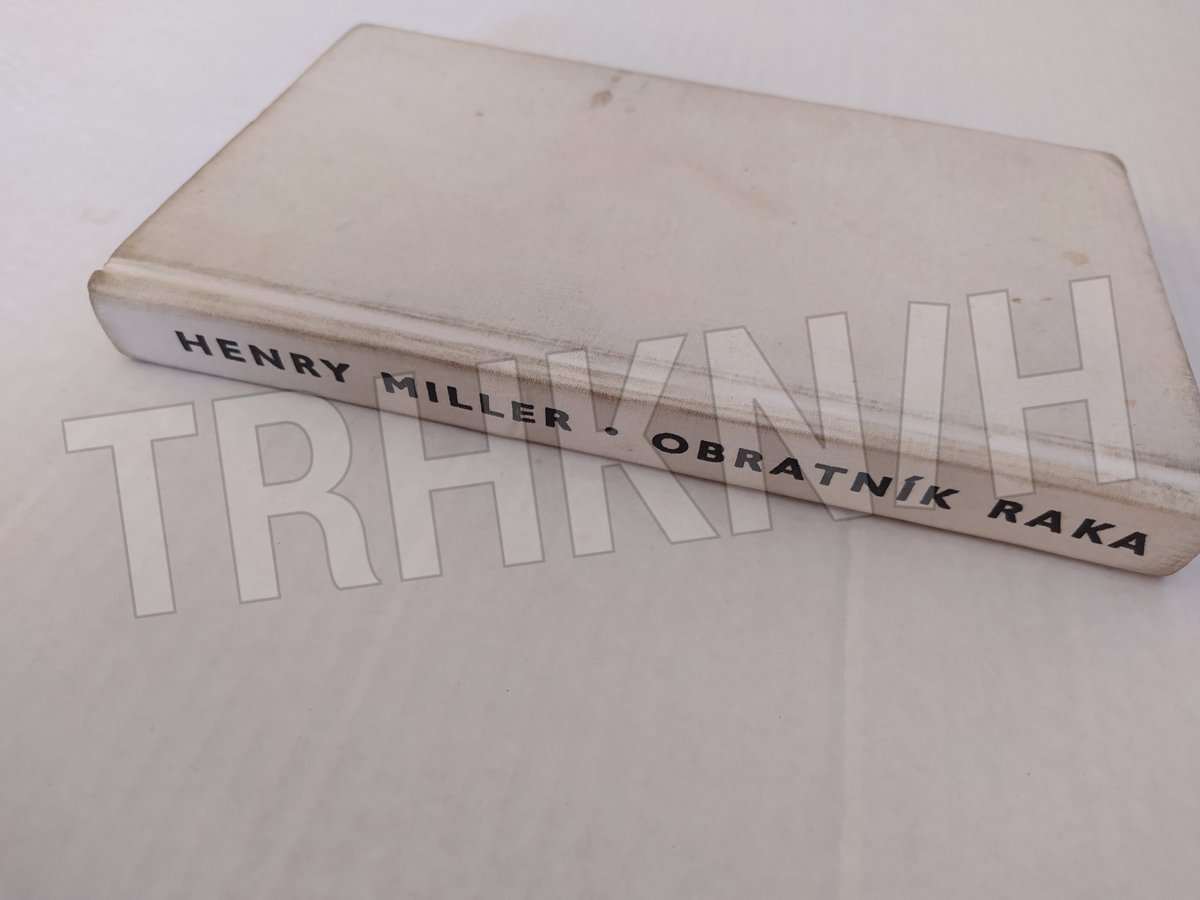 HENRY MILLER • OBRATNÍK RAKA
TRHKNIH